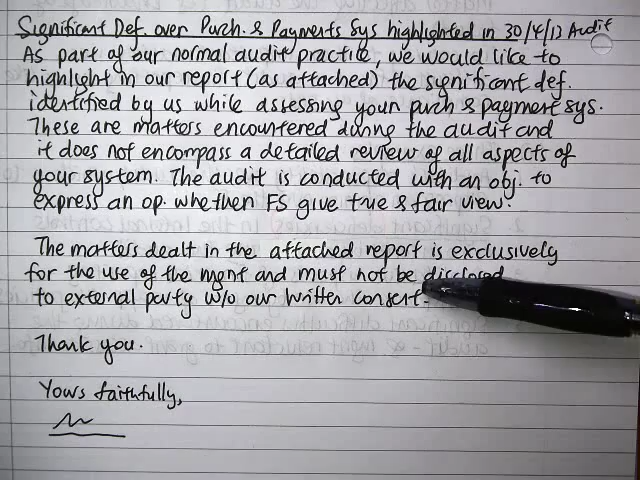 Significant Def. over Purch. & Payments Sys highlighted in 30/4/13 Audit
As part of our normal audit practice, we would like to
highlight in our report (as attached) the significant def.
identified by us while assessing your purch & payment sys.
These are matters encountered during the audit and
it does not encompass a detailed review of all aspects of
your system. The audit is conducted with an obj. to
express an op. whether FS give true & fair view.
The matters dealt in the attached report is exclusively
for the use of the mgnt and must not be disclosed
to external party w/o our written consent.
Thank you.
Yours faithfully,